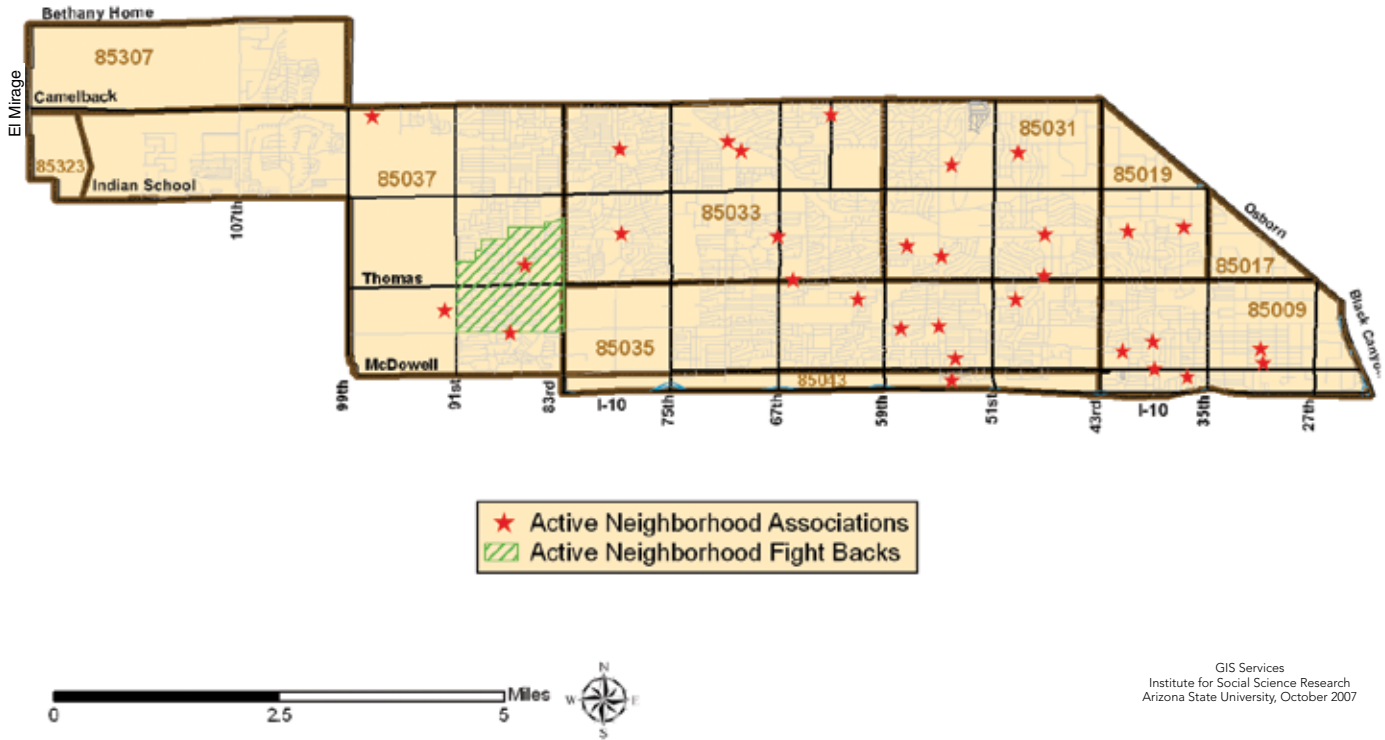 Bethany Home
85307
El Mirage
Camelback
85323
Indian School
107th
85037
85033
85031
85019
Osborn
85017
Thomas
85009
Black
McDowell
85035
85043
99th
91st
83rd
I-10
75th
67th
59th
51st
43rd
I-10
35th
27th
Active Neighborhood Associations
Active Neighborhood Fight Backs
Miles
0
2.5
5
N
W
E
S
GIS Services
Institute for Social Science Research
Arizona State University, October 2007